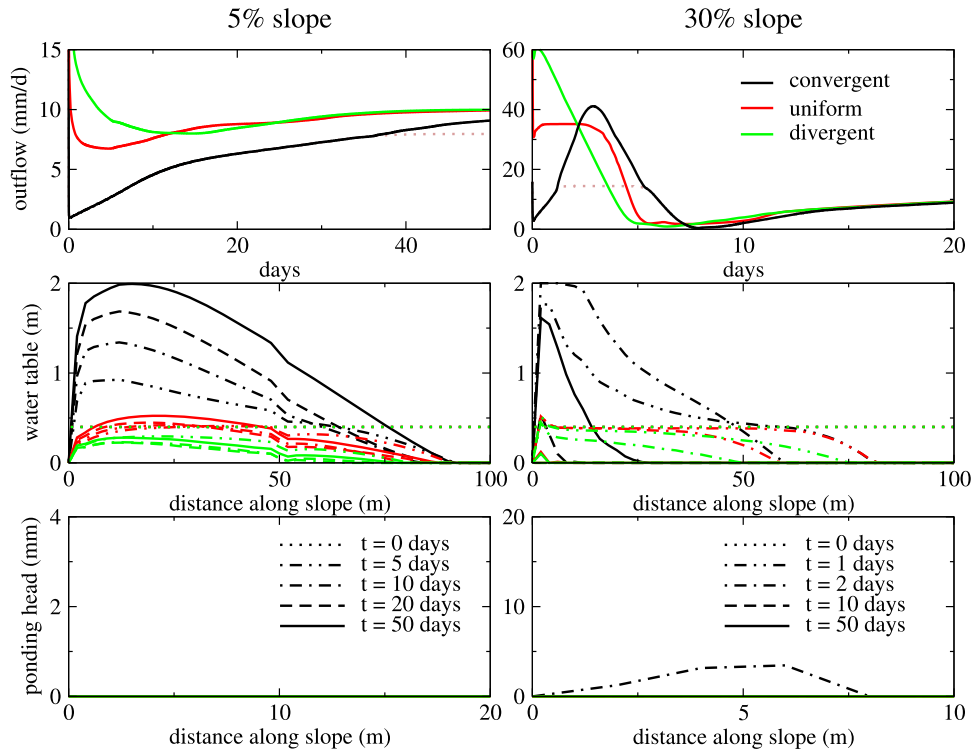 5% slope
30% slope
outflow (mm/d)
15
10
5
0
0
20
40
days
60
40
20
0
0
10
20
days
convergent
uniform
divergent
water table (m)
2
1
0
0
50
100
distance along slope (m)
2
1
0
0
50
100
distance along slope (m)
ponding head (mm)
4
2
0
0
10
20
distance along slope (m)
t = 0 days
t = 5 days
t = 10 days
t = 20 days
t = 50 days
20
10
0
0
5
10
distance along slope (m)
t = 0 days
t = 1 days
t = 2 days
t = 10 days
t = 50 days